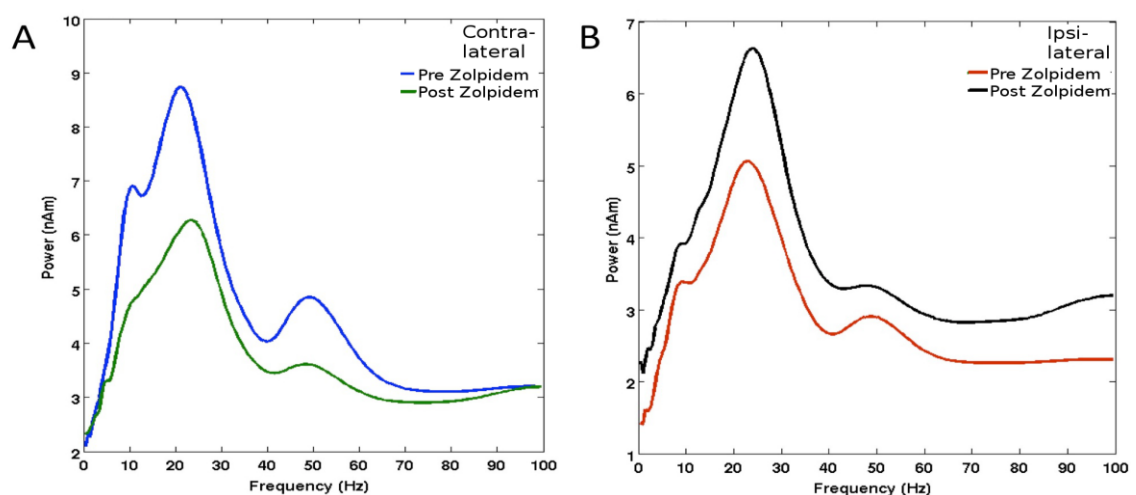 A
Contra-
lateral
Pre Zolpidem
Post Zolpidem
Power (nAm)
10
9
8
7
6
5
4
3
2
0 10 20 30 40 50 60 70 80 90 100
Frequency (Hz)
B
Ipsi-
lateral
Pre Zolpidem
Post Zolpidem
Power (nAm)
7
6
5
4
3
2
1
0 10 20 30 40 50 60 70 80 90 100
Frequency (Hz)